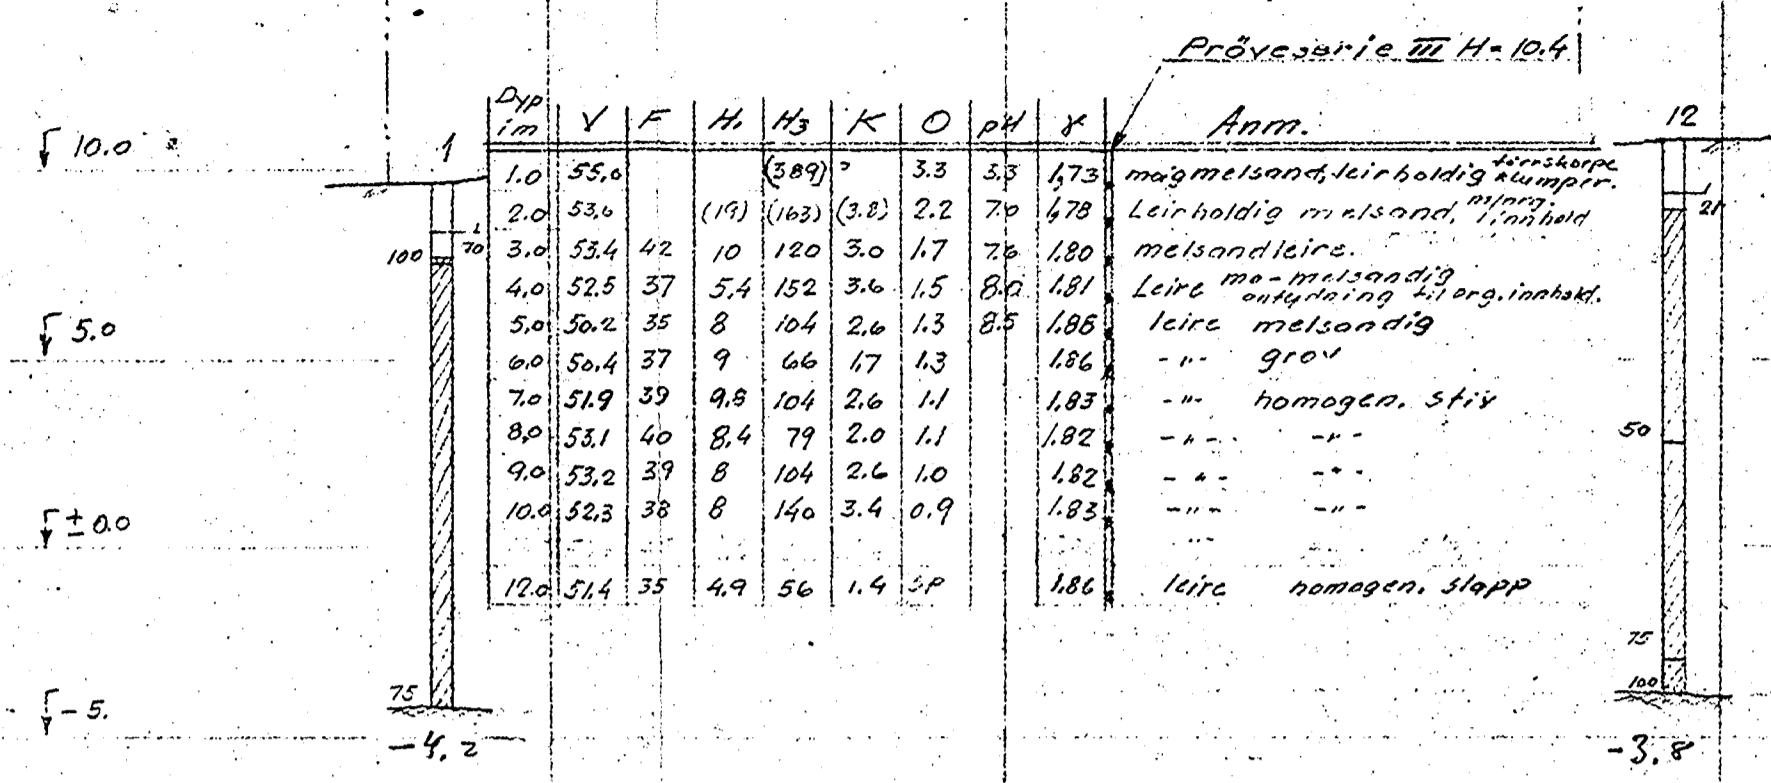 Pröveserie III H = 10.4
10.0
5.0
± 0.0
- 5.
1
100
70
75
- 4.2
Dyp i m V F H₁ H₃ K O pH γ Anm.
1.0 55.0 (389) 3.3 3.3 1.73 melsand, leirholdig tørrskorpe klumper.
2.0 53.6 (19) (163) (3.8) 2.2 7.0 1.78 Leirholdig melsand, m/org. innhold
3.0 53.4 42 10 120 3.0 1.7 7.6 1.80 melsandleire.
4.0 52.5 37 5.4 152 3.6 1.5 8.0 1.81 Leire mo-melsandig antydning til org. innhold.
5.0 50.2 35 8 104 2.6 1.3 8.5 1.86 leire melsandig
6.0 50.4 37 9 66 1.7 1.3 1.86 -"- grov
7.0 51.9 39 9.8 104 2.6 1.1 1.83 -"- homogen. stiv
8.0 53.1 40 8.4 79 2.0 1.1 1.82 -"- -"-
9.0 53.2 39 8 104 2.6 1.0 1.82 -"- -"-
10.0 52.3 38 8 140 3.4 0.9 1.83 -"- -"-
12.0 51.4 35 4.9 56 1.4 sp 1.86 leire homogen. slapp
12
21
50
75
100
- 3.8